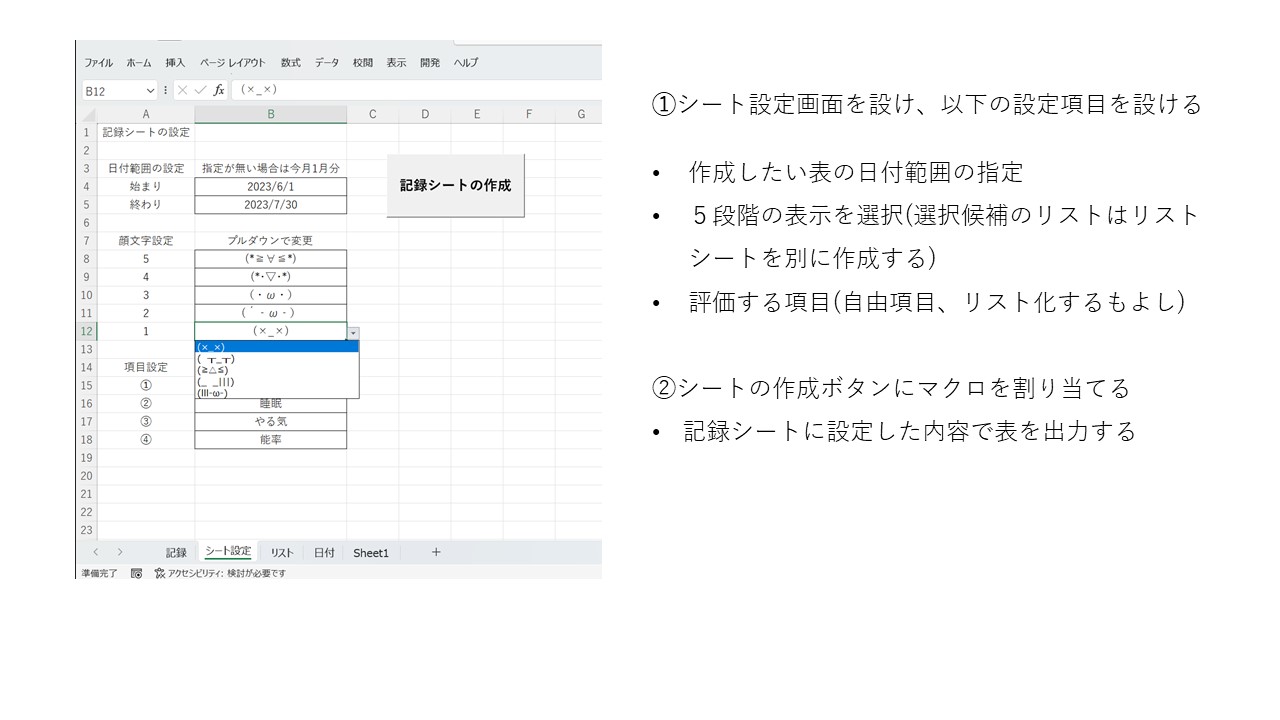 ファイル ホーム 挿入 ページ レイアウト 数式 データ 校閲 表示 開発 ヘルプ
B12 fx (×_×)
A B C D E F G
1 記録シートの設定
2
3 日付範囲の設定 指定が無い場合は今月1月分
4 始まり 2023/6/1
5 終わり 2023/7/30
記録シートの作成
6
7 顔文字設定 プルダウンで変更
8 5 (*≧∀≦*)
9 4 (*･▽･*)
10 3 (・ω・)
11 2 (´-ω-)
12 1 (×_×)
(×_×)
13
(┬_┬)
14 項目設定
(≧△≦)
15 ①
(_ _|||)
(III-ω-)
16 ② 睡眠
17 ③ やる気
18 ④ 能率
19
20
21
22
23
記録 シート設定 リスト 日付 Sheet1 +
準備完了 アクセシビリティ: 検討が必要です
①シート設定画面を設け、以下の設定項目を設ける
• 作成したい表の日付範囲の指定
• ５段階の表示を選択(選択候補のリストはリスト
シートを別に作成する)
• 評価する項目(自由項目、リスト化するもよし)
②シートの作成ボタンにマクロを割り当てる
• 記録シートに設定した内容で表を出力する